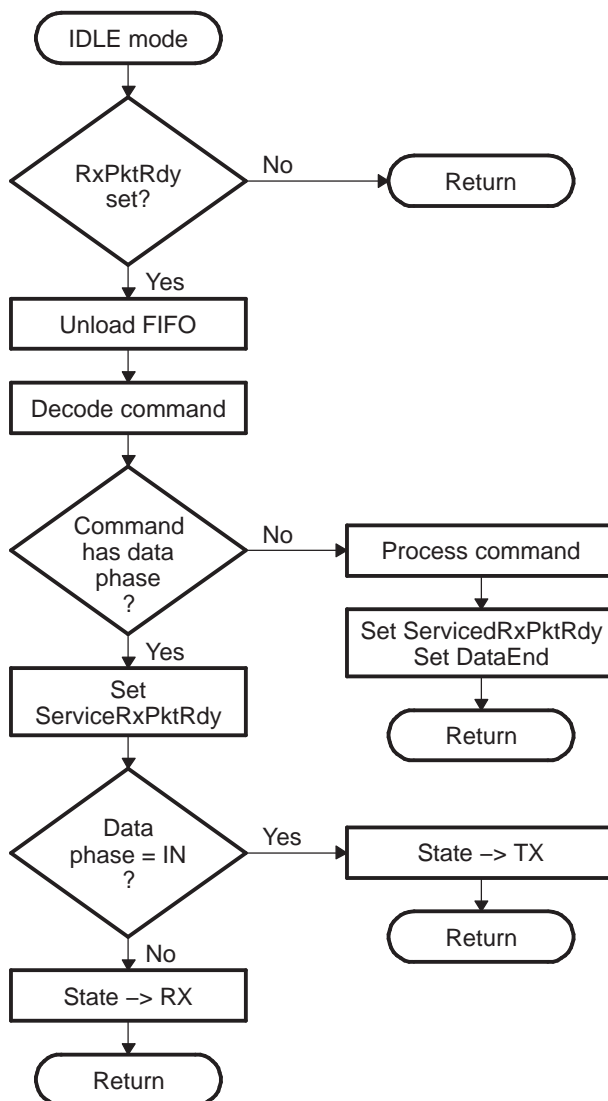 IDLE mode
RxPktRdy
set?
No
Return
Yes
Unload FIFO
Decode command
Command
has data
phase
?
No
Process command
Set ServicedRxPktRdy
Set DataEnd
Return
Yes
Set
ServiceRxPktRdy
Data
phase = IN
?
Yes
State –> TX
Return
No
State –> RX
Return